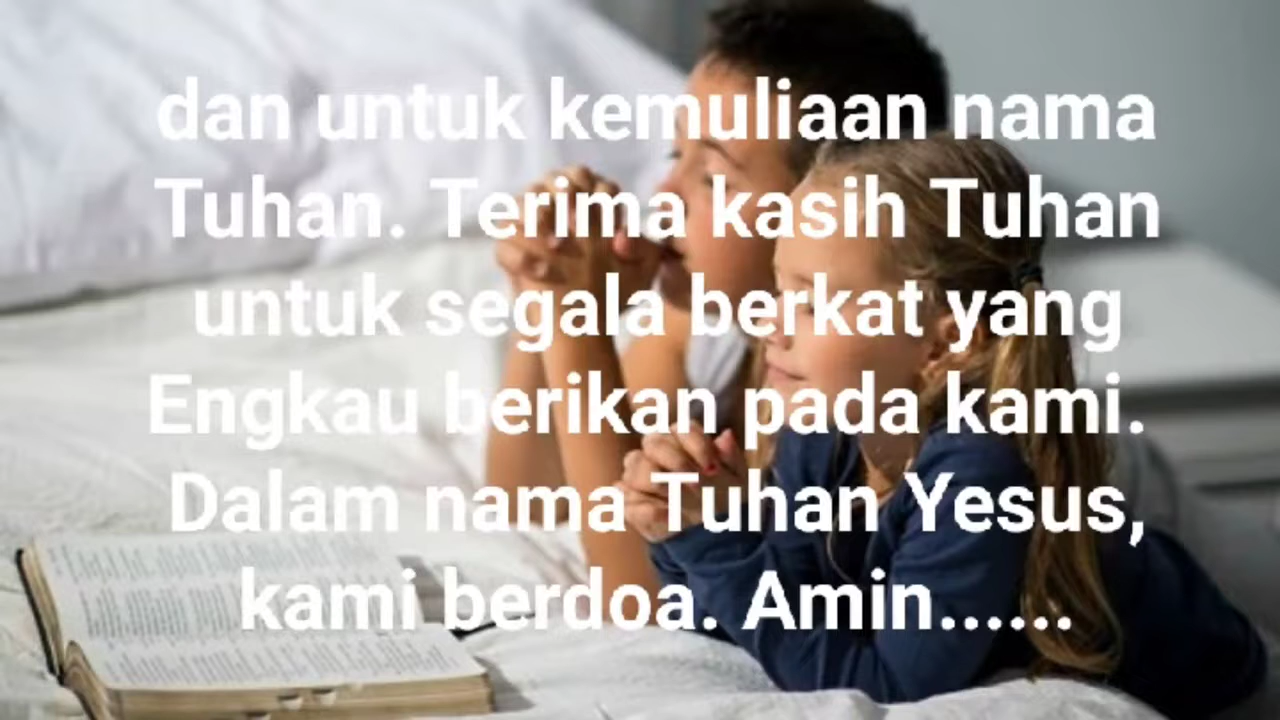 dan untuk kemuliaan nama
Tuhan. Terima kasih Tuhan
untuk segala berkat yang
Engkau berikan pada kami.
Dalam nama Tuhan Yesus,
kami berdoa. Amin......